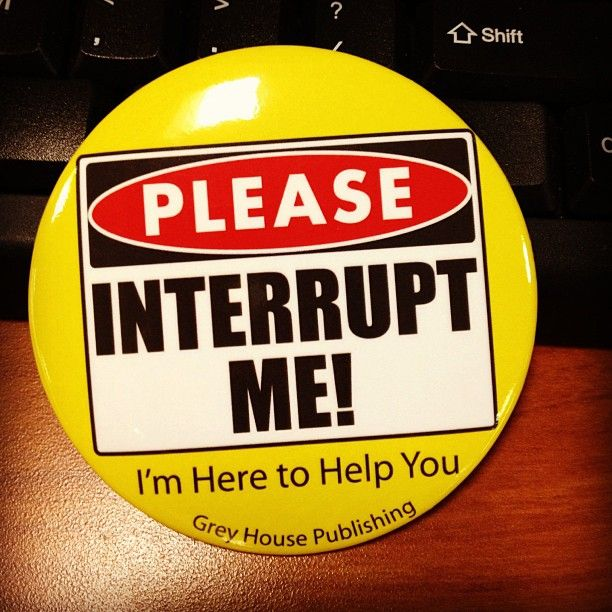 , > ? / Shift
PLEASE
INTERRUPT
ME!
I'm Here to Help You
Grey House Publishing